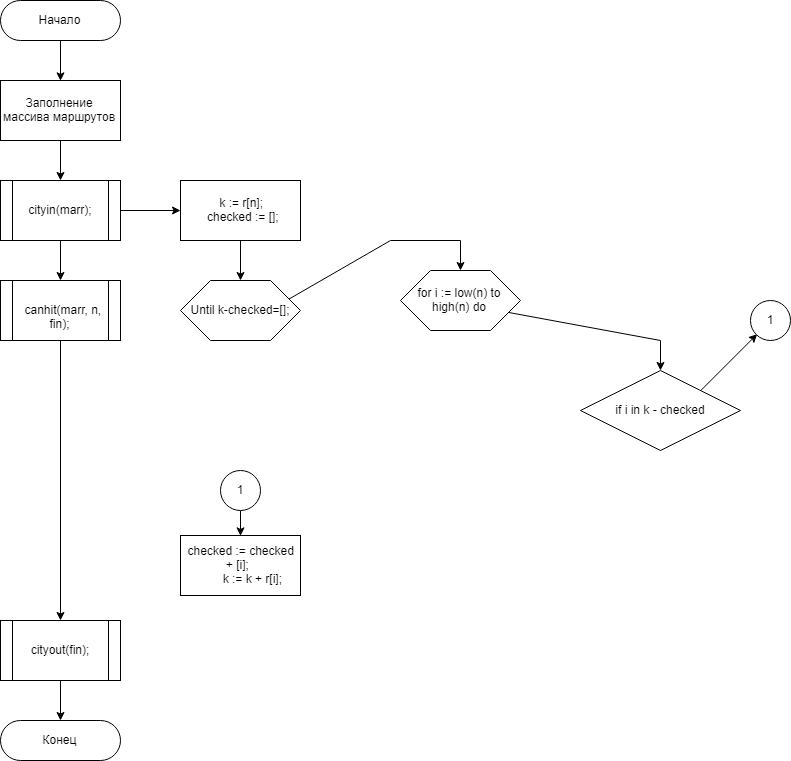 Начало
Заполнение
массива маршрутов
cityin(marr);
k := r[n];
checked := [];
canhit(marr, n,
fin);
Until k-checked=[];
for i := low(n) to
high(n) do
1
if i in k - checked
1
checked := checked
+ [i];
k := k + r[i];
cityout(fin);
Конец